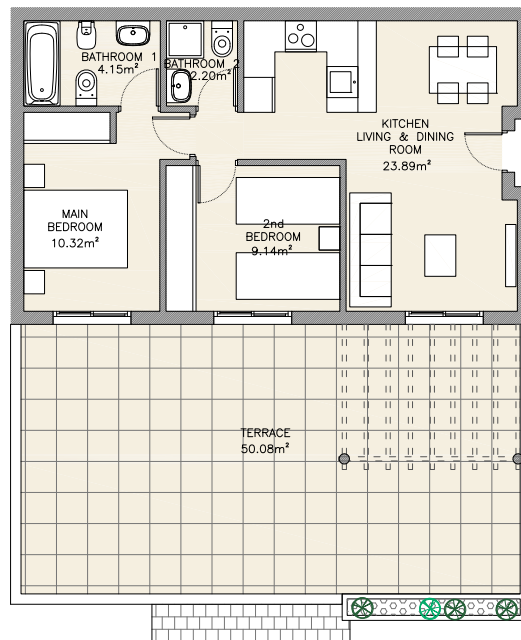 BATHROOM 1
4.15m²
BATHROOM 2
2.20m²
KITCHEN
LIVING & DINING
ROOM
23.89m²
MAIN
BEDROOM
10.32m²
2nd
BEDROOM
9.14m²
TERRACE
50.08m²